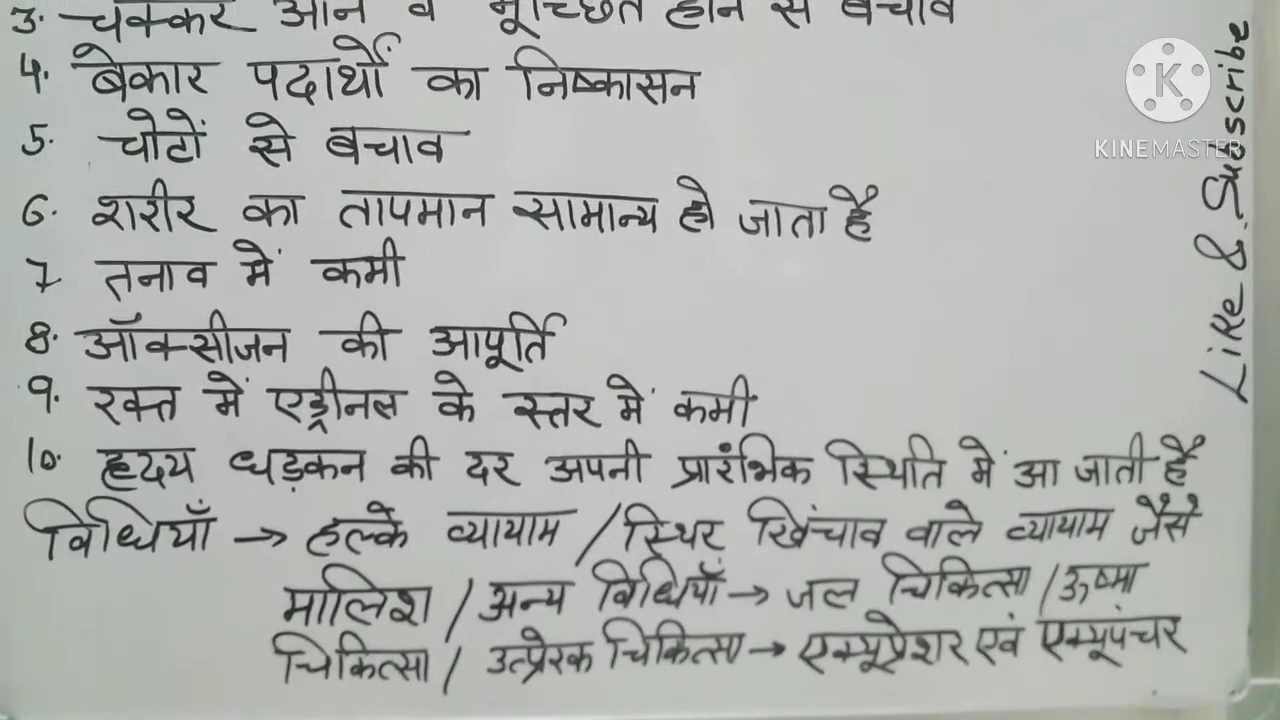 3. चक्कर आने व मूर्च्छित होने से बचाव
4. बेकार पदार्थों का निष्कासन
5. चोटों से बचाव
6. शरीर का तापमान सामान्य हो जाता है
7 तनाव में कमी
8. ऑक्सीजन की आपूर्ति
9. रक्त में एड्रीनल के स्तर में कमी
10. हृदय धड़कन की दर अपनी प्रारंभिक स्थिति में आ जाती है
विधियाँ → हल्के व्यायाम / स्थिर खिंचाव वाले व्यायाम जैसे
मालिश / अन्य विधियाँ → जल चिकित्सा / ऊष्मा
चिकित्सा / उत्प्रेरक चिकित्सा → एक्यूप्रेशर एवं एक्यूपंचर
Like & Subscribe
K
KINEMASTER